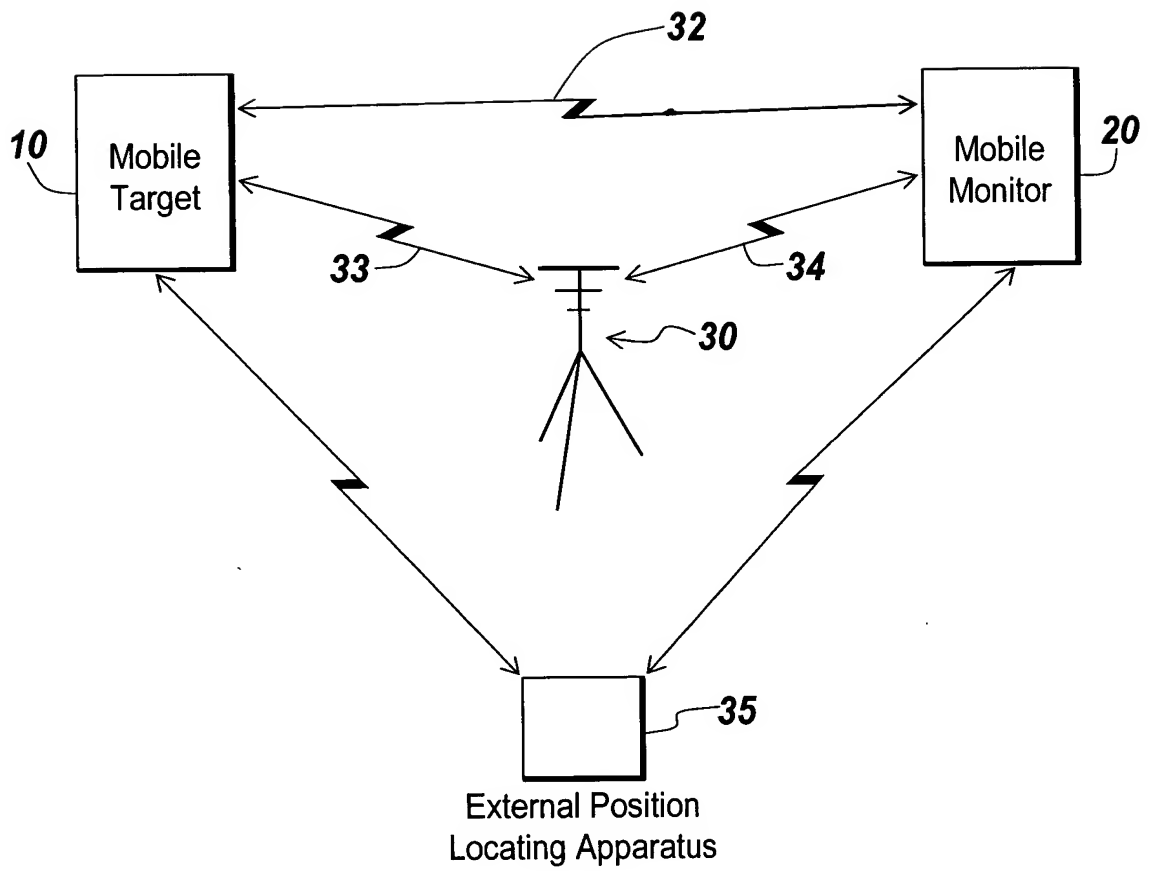 32
10
Mobile
Target
Mobile
Monitor
20
33
34
30
35
External Position
Locating Apparatus